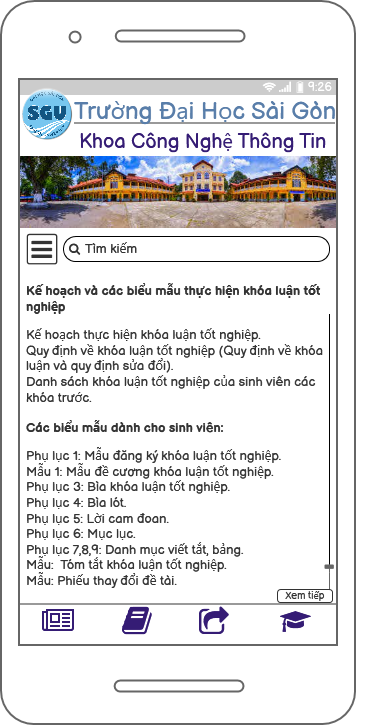 9:26
SGU
Trường Đại Học Sài Gòn
Khoa Công Nghệ Thông Tin
Tìm kiếm
Kế hoạch và các biểu mẫu thực hiện khóa luận tốt
nghiệp
Kế hoạch thực hiện khóa luận tốt nghiệp.
Quy định về khóa luận tốt nghiệp (Quy định về khóa
luận và quy định sửa đổi).
Danh sách khóa luận tốt nghiệp của sinh viên các
khóa trước.
Các biểu mẫu dành cho sinh viên:
Phụ lục 1: Mẫu đăng ký khóa luận tốt nghiệp.
Mẫu 1: Mẫu đề cương khóa luận tốt nghiệp.
Phụ lục 3: Bìa khóa luận tốt nghiệp.
Phụ lục 4: Bìa lót.
Phụ lục 5: Lời cam đoan.
Phụ lục 6: Mục lục.
Phụ lục 7,8,9: Danh mục viết tắt, bảng.
Mẫu: Tóm tắt khóa luận tốt nghiệp.
Mẫu: Phiếu thay đổi đề tài.
Xem tiếp